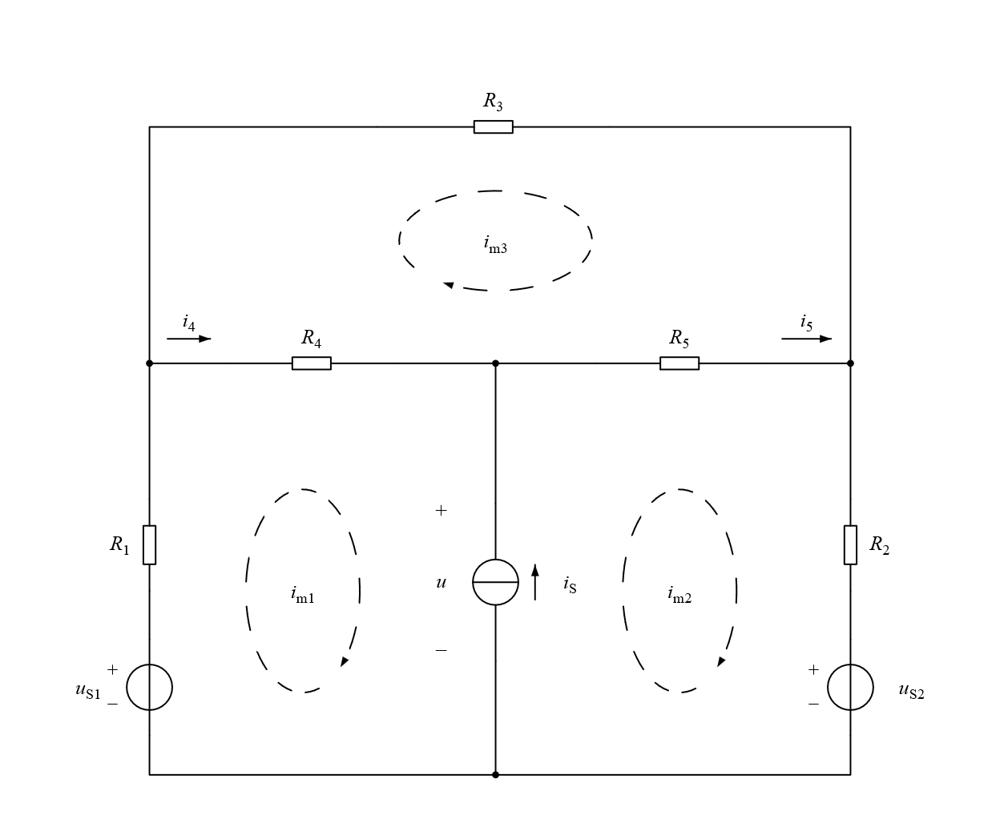 R3
im3
i4
R4
R5
i5
+
R1
u
iS
R2
im1
im2
−
+
uS1
−
+
uS2
−